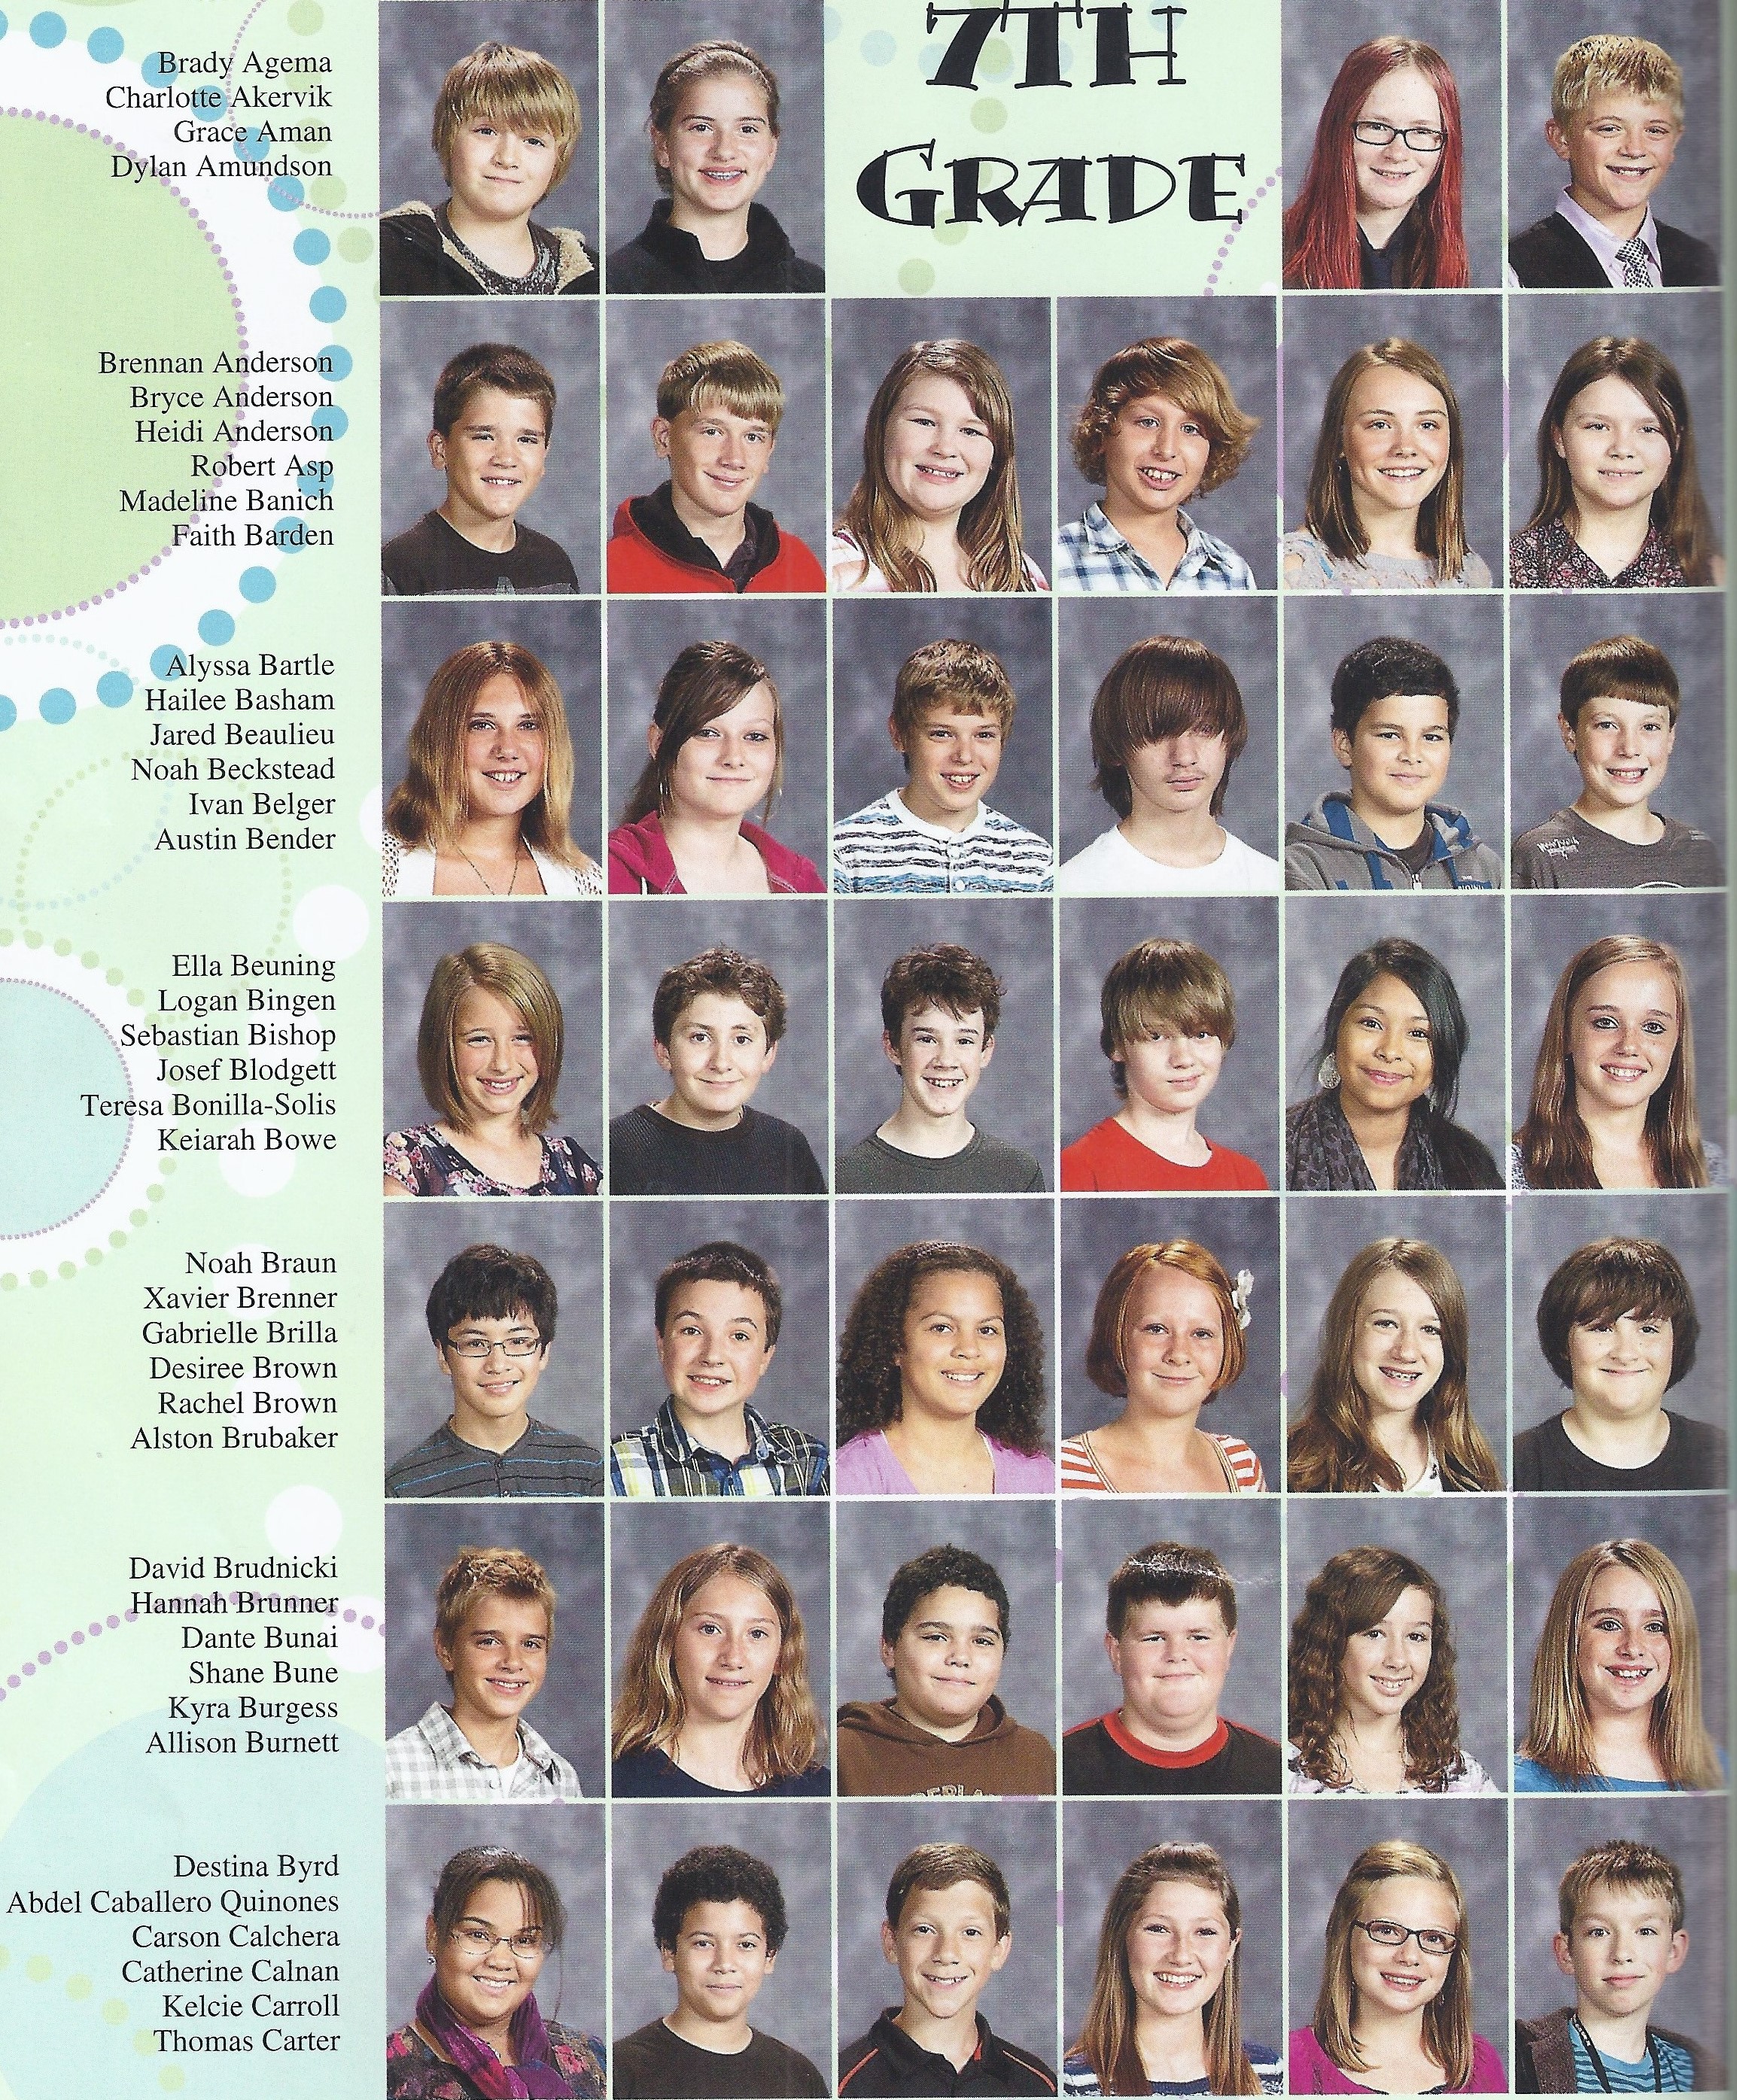 7TH
GRADE
Brady Agema
Charlotte Akervik
Grace Aman
Dylan Amundson
Brennan Anderson
Bryce Anderson
Heidi Anderson
Robert Asp
Madeline Banich
Faith Barden
Alyssa Bartle
Hailee Basham
Jared Beaulieu
Noah Beckstead
Ivan Belger
Austin Bender
Ella Beuning
Logan Bingen
Sebastian Bishop
Josef Blodgett
Teresa Bonilla-Solis
Keiarah Bowe
Noah Braun
Xavier Brenner
Gabrielle Brilla
Desiree Brown
Rachel Brown
Alston Brubaker
David Brudnicki
Hannah Brunner
Dante Bunai
Shane Bune
Kyra Burgess
Allison Burnett
Destina Byrd
Abdel Caballero Quinones
Carson Calchera
Catherine Calnan
Kelcie Carroll
Thomas Carter